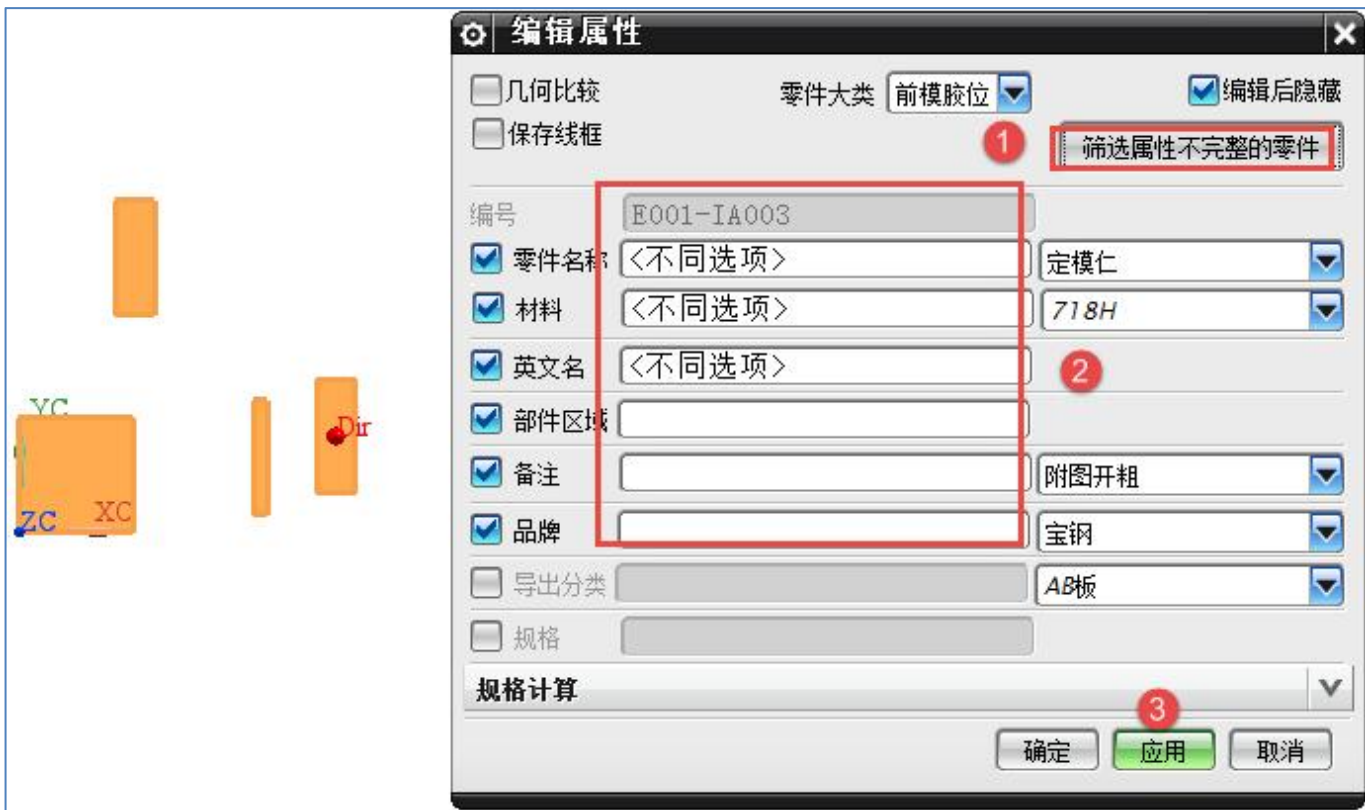 编辑属性
几何比较 零件大类 前模胶位 编辑后隐藏
保存线框 1 筛选属性不完整的零件
编号 E001-IA003
零件名称 <不同选项> 定模仁
材料 <不同选项> 718H
英文名 <不同选项> 2
部件区域
备注 附图开粗
品牌 宝钢
导出分类 AB板
规格
规格计算
3
确定 应用 取消
YC
Dir
ZC XC